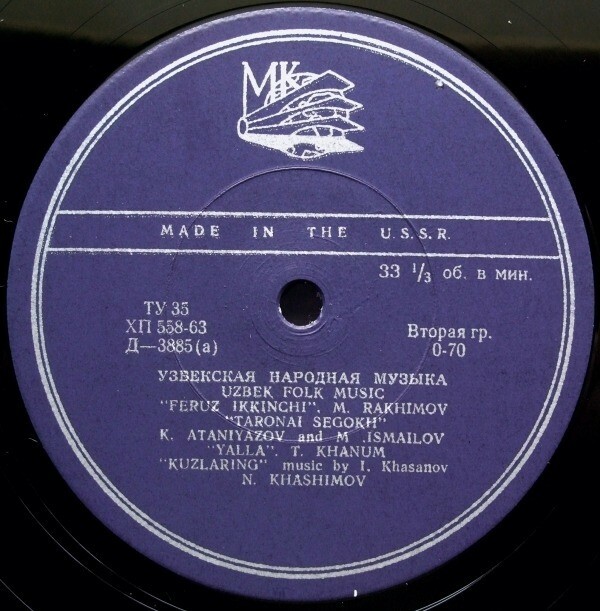 МК
MADE IN THE U.S.S.R.
33 1/3 об. в мин.
ТУ 35
ХП 558-63
Д—3885(а)
Вторая гр.
0-70
УЗБЕКСКАЯ НАРОДНАЯ МУЗЫКА
UZBEK FOLK MUSIC
"FERUZ IKKINCHI". M. RAKHIMOV
"TARONAI SEGOKH"
K. ATANIYAZOV and M .ISMAILOV
"YALLA". T. KHANUM
"KUZLARING" music by I. Khasanov
N. KHASHIMOV